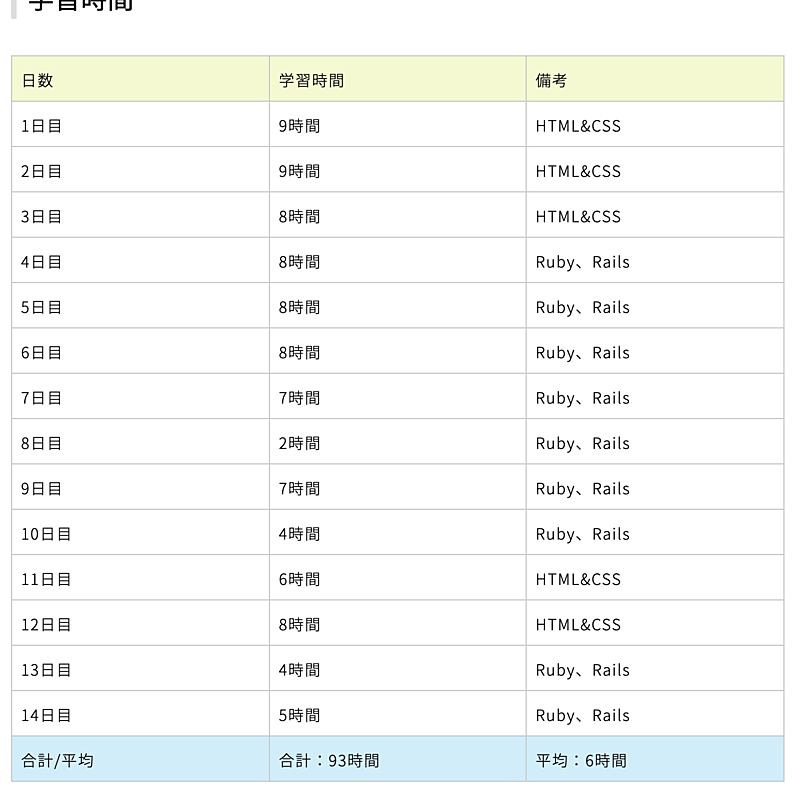 学習時間
日数 学習時間 備考
1日目 9時間 HTML&CSS
2日目 9時間 HTML&CSS
3日目 8時間 HTML&CSS
4日目 8時間 Ruby、Rails
5日目 8時間 Ruby、Rails
6日目 8時間 Ruby、Rails
7日目 7時間 Ruby、Rails
8日目 2時間 Ruby、Rails
9日目 7時間 Ruby、Rails
10日目 4時間 Ruby、Rails
11日目 6時間 HTML&CSS
12日目 8時間 HTML&CSS
13日目 4時間 Ruby、Rails
14日目 5時間 Ruby、Rails
合計/平均 合計：93時間 平均：6時間